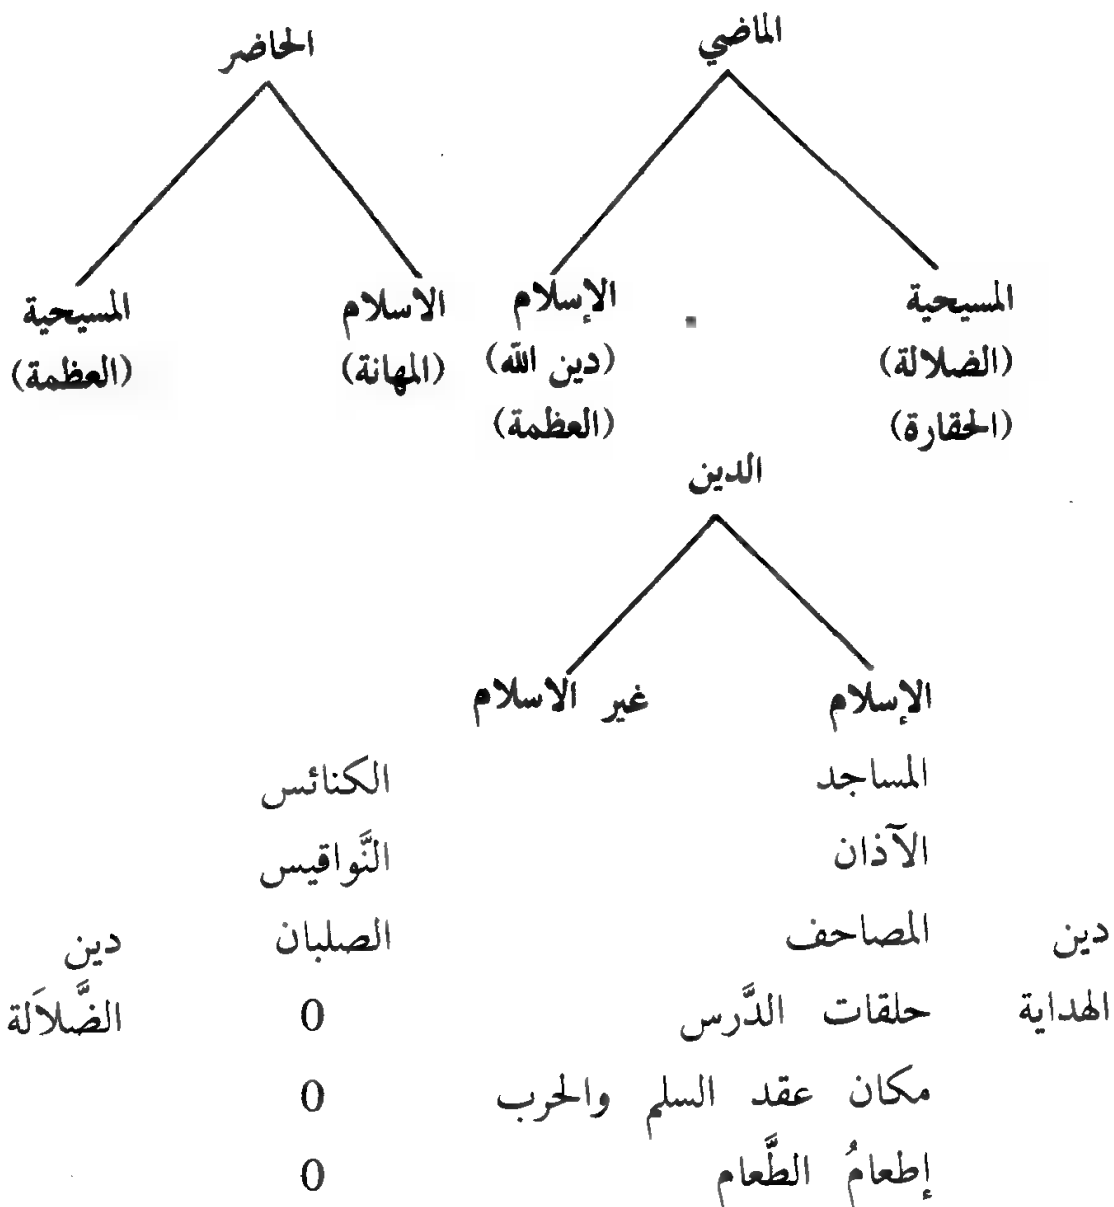 الماضي الحاضر
المسيحية الإسلام الاسلام المسيحية
(الضلالة) (دين الله) (المهانة) (العظمة)
(الحقارة) (العظمة)
الدين
الإسلام غير الاسلام
المساجد الكنائس
الآذان النَّواقيس
دين المصاحف الصلبان دين
الهداية حلقات الدَّرس 0 الضَّلاَلة
مكان عقد السلم والحرب 0
إطعامُ الطَّعام 0